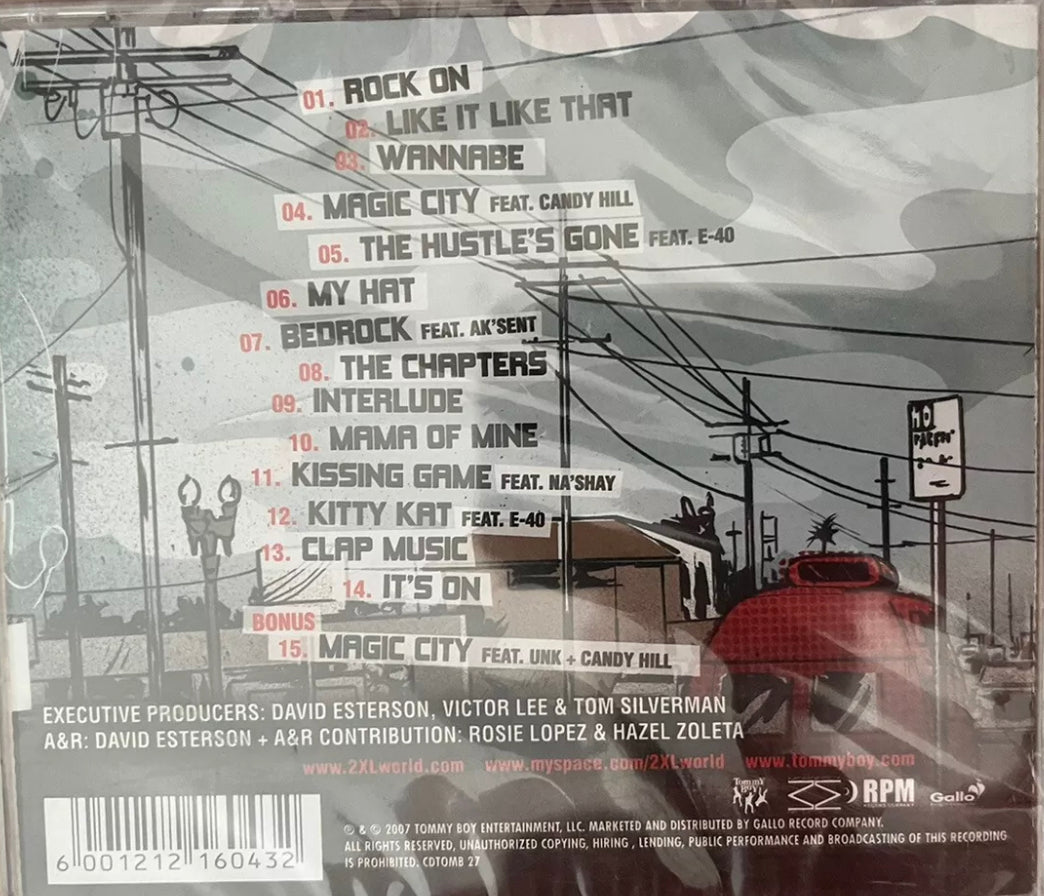 01. ROCK ON
02. LIKE IT LIKE THAT
03. WANNABE
04. MAGIC CITY FEAT. CANDY HILL
05. THE HUSTLE'S GONE FEAT. E-40
06. MY HAT
07. BEDROCK FEAT. AK'SENT
08. THE CHAPTERS
09. INTERLUDE
10. MAMA OF MINE
11. KISSING GAME FEAT. NA'SHAY
12. KITTY KAT FEAT. E-40
13. CLAP MUSIC
14. IT'S ON
BONUS
15. MAGIC CITY FEAT. UNK + CANDY HILL
NO
EXECUTIVE PRODUCERS: DAVID ESTERSON, VICTOR LEE & TOM SILVERMAN
A&R: DAVID ESTERSON + A&R CONTRIBUTION: ROSIE LOPEZ & HAZEL ZOLETA
www.2XLworld.com www.myspace.com/2XLworld www.tommyboy.com
Tommy Boy RPM Gallo
℗ & © 2007 TOMMY BOY ENTERTAINMENT, LLC. MARKETED AND DISTRIBUTED BY GALLO RECORD COMPANY.
ALL RIGHTS RESERVED, UNAUTHORIZED COPYING, HIRING , LENDING, PUBLIC PERFORMANCE AND BROADCASTING OF THIS RECORDING
IS PROHIBITED. CDTOMB 27
6 001212 160432